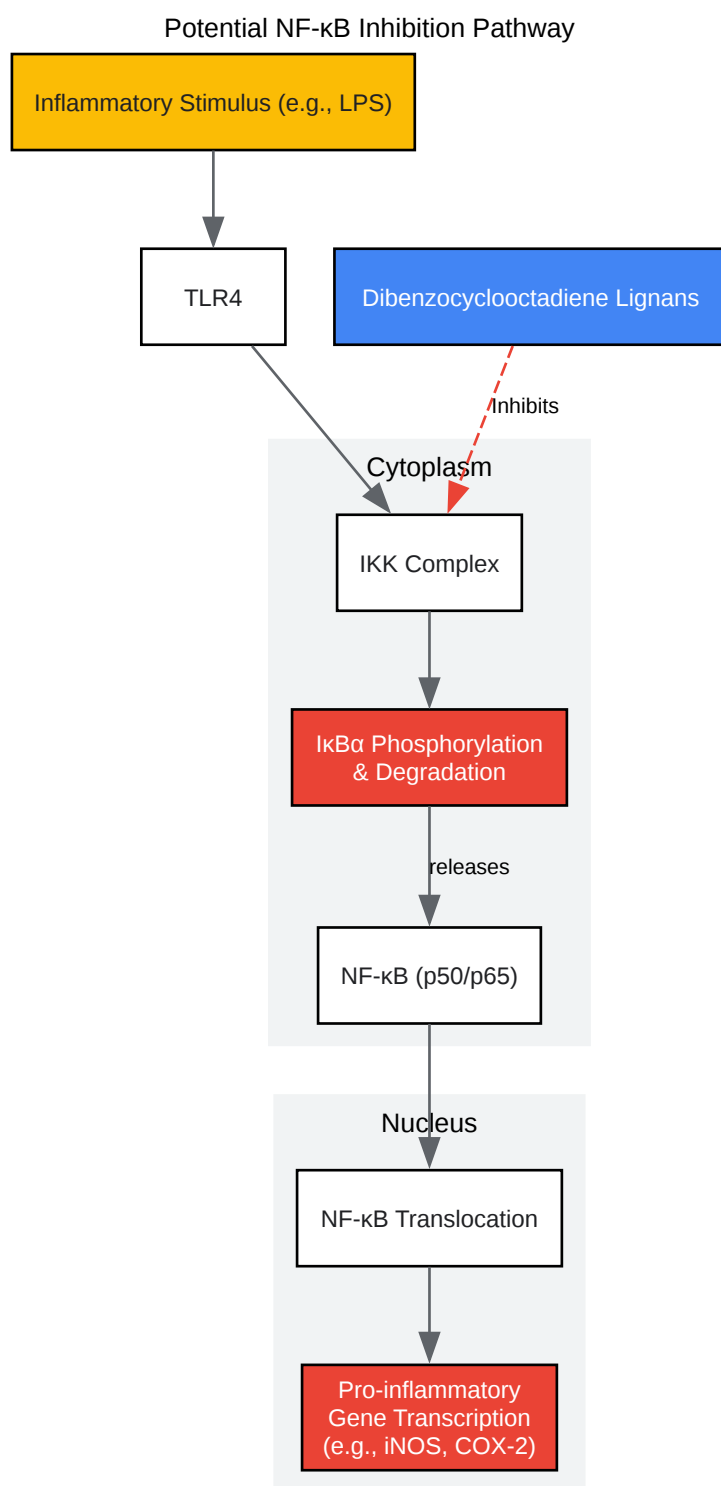 Potential NF-κB Inhibition Pathway
Inflammatory Stimulus (e.g., LPS)
TLR4
Dibenzocyclooctadiene Lignans
Inhibits
Cytoplasm
IKK Complex
IκBα Phosphorylation
& Degradation
releases
NF-κB (p50/p65)
Nucleus
NF-κB Translocation
Pro-inflammatory
Gene Transcription
(e.g., iNOS, COX-2)